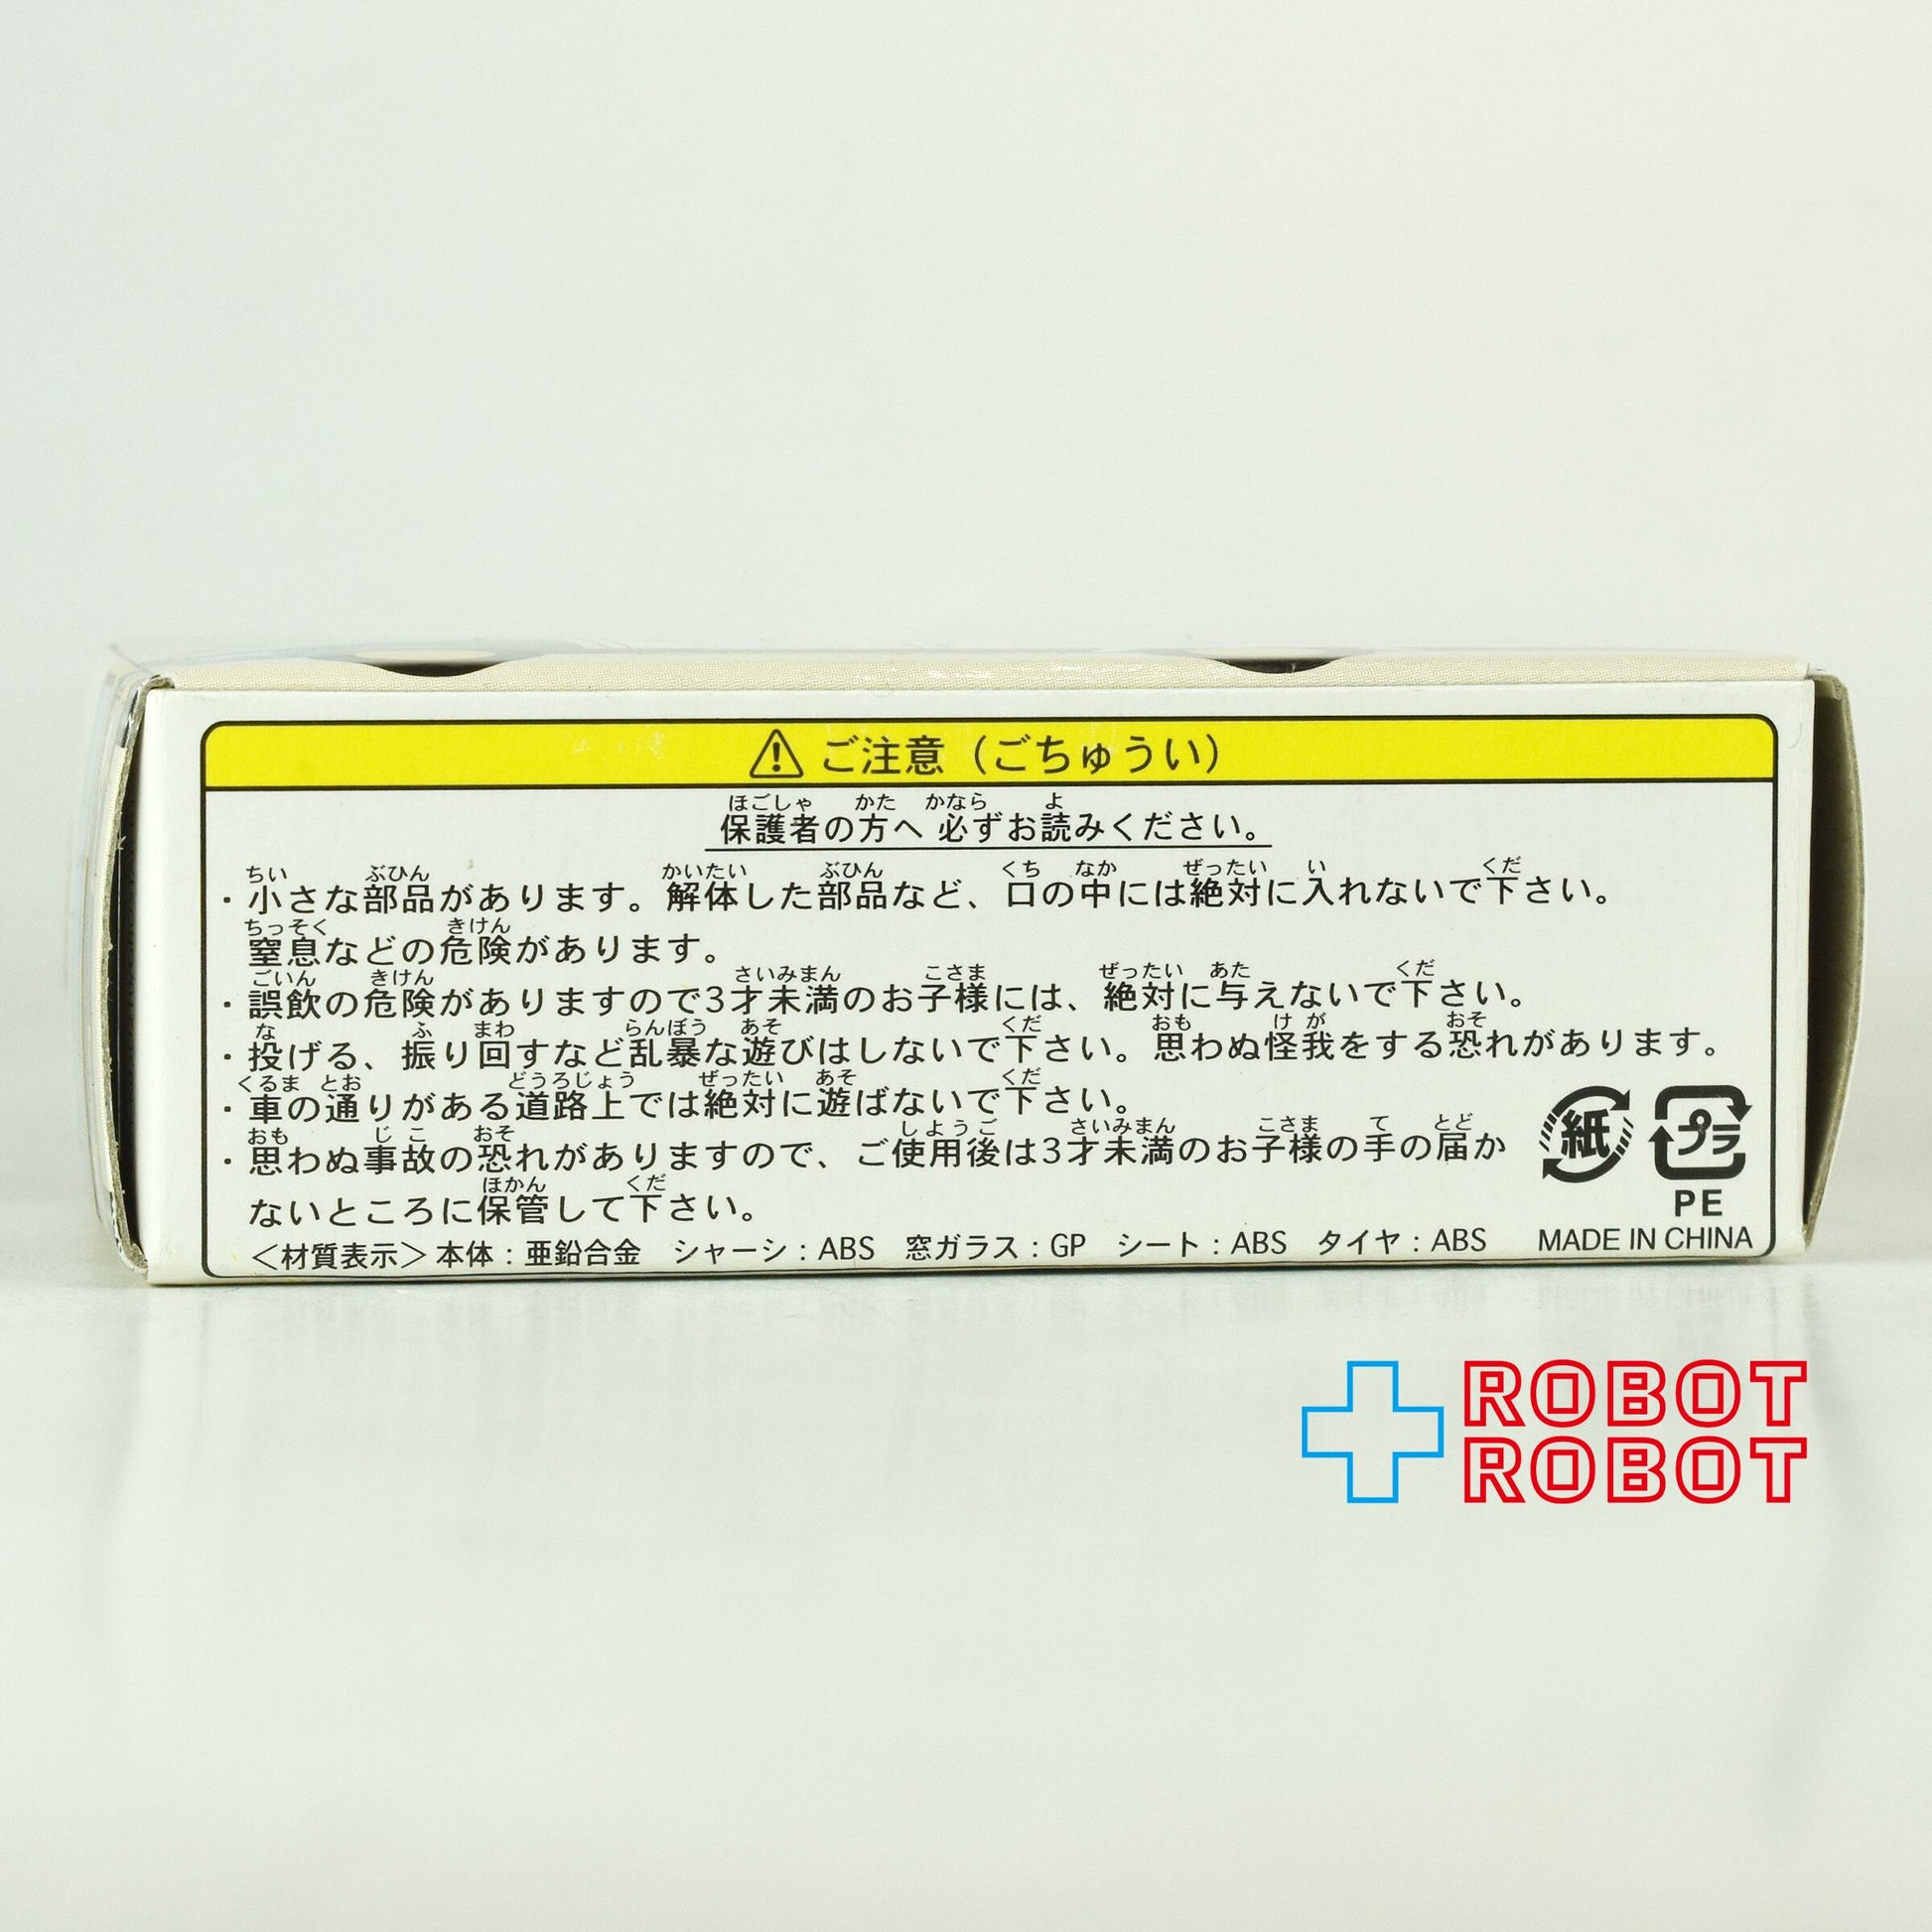 ⚠ ご注意（ごちゅうい）
ほごしゃ かた かなら よ
保護者の方へ 必ずお読みください。
ちい ぶひん かいたい ぶひん くち なか ぜったい い くだ
・小さな部品があります。解体した部品など、口の中には絶対に入れないで下さい。
ちっそく きけん
窒息などの危険があります。
ごいん きけん さいみまん こさま ぜったい あた くだ
・誤飲の危険がありますので3才未満のお子様には、絶対に与えないで下さい。
な ふ まわ らんぼう あそ くだ おも けが おそ
・投げる、振り回すなど乱暴な遊びはしないで下さい。思わぬ怪我をする恐れがあります。
くるま とお どうろじょう ぜったい あそ くだ
・車の通りがある道路上では絶対に遊ばないで下さい。
おも じこ おそ しようご さいみまん こさま て とど
・思わぬ事故の恐れがありますので、ご使用後は3才未満のお子様の手の届か
ほかん くだ
ないところに保管して下さい。
＜材質表示＞本体：亜鉛合金 シャーシ：ABS 窓ガラス：GP シート：ABS タイヤ：ABS
紙 プラ
PE
MADE IN CHINA
ROBOT
ROBOT